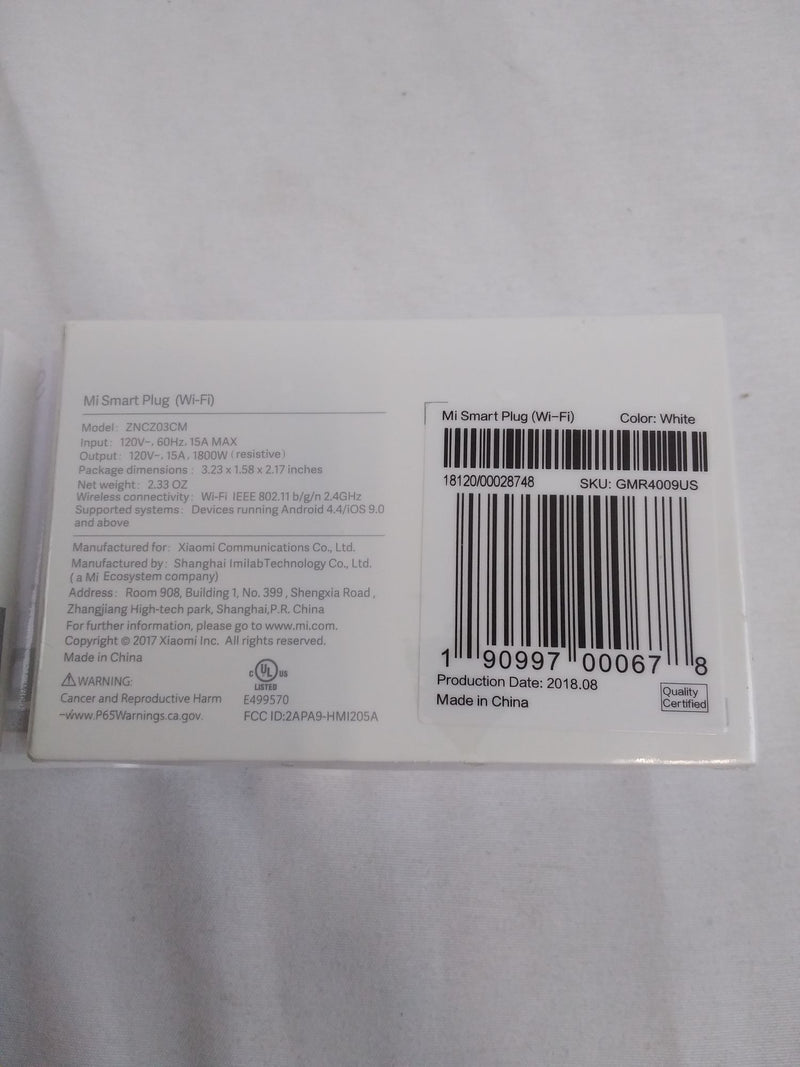 Mi Smart Plug (Wi-Fi)
Model: ZNCZ03CM
Input: 120V~, 60Hz, 15A MAX
Output: 120V~, 15A, 1800W (resistive)
Package dimensions: 3.23 x 1.58 x 2.17 inches
Net weight: 2.33 OZ
Wireless connectivity: Wi-Fi IEEE 802.11 b/g/n 2.4GHz
Supported systems: Devices running Android 4.4/iOS 9.0
and above
Manufactured for: Xiaomi Communications Co., Ltd.
Manufactured by: Shanghai ImilabTechnology Co., Ltd.
(a Mi Ecosystem company)
Address: Room 908, Building 1, No. 399, Shengxia Road,
Zhangjiang High-tech park, Shanghai,P.R. China
For further information, please go to www.mi.com.
Copyright © 2017 Xiaomi Inc. All rights reserved.
Made in China
⚠WARNING:
Cancer and Reproductive Harm
-www.P65Warnings.ca.gov.
C UL US
LISTED
E499570
FCC ID:2APA9-HMI205A
Mi Smart Plug (Wi-Fi) Color: White
18120/00028748 SKU: GMR4009US
1 90997 00067 8
Production Date: 2018.08
Made in China
Quality
Certified